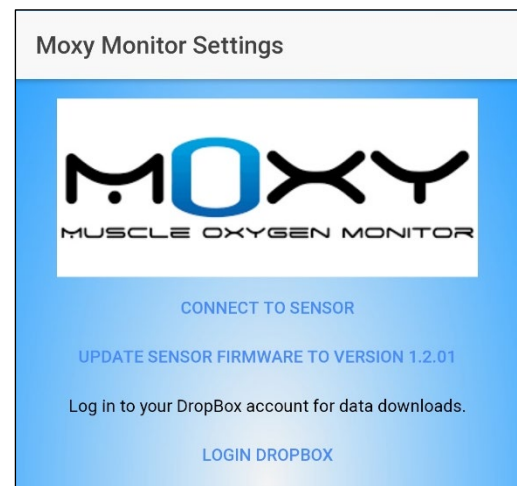 Moxy Monitor Settings
MOXY
MUSCLE OXYGEN MONITOR
CONNECT TO SENSOR
UPDATE SENSOR FIRMWARE TO VERSION 1.2.01
Log in to your DropBox account for data downloads.
LOGIN DROPBOX